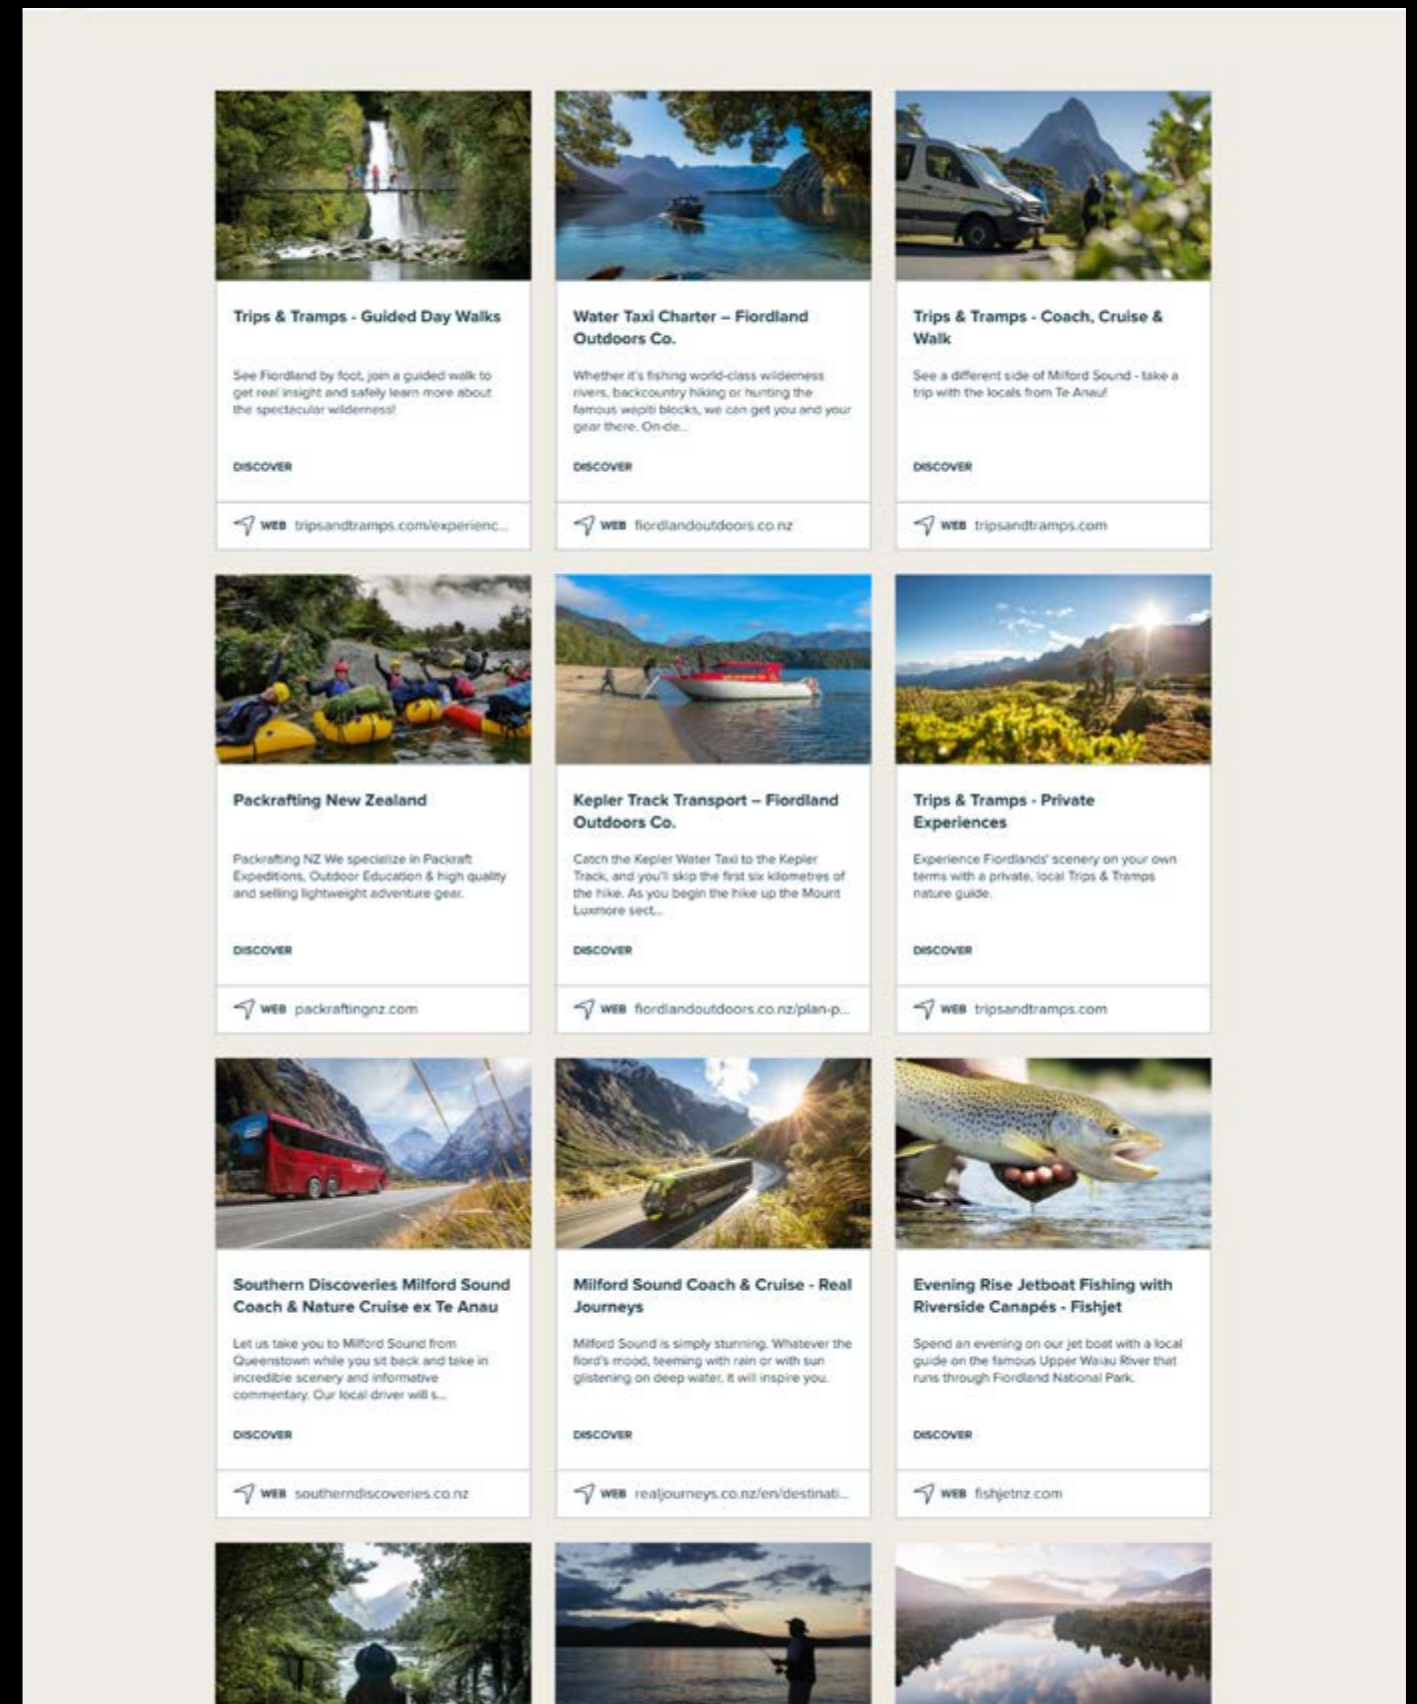 Trips & Tramps - Guided Day Walks
See Fiordland by foot, join a guided walk to
get real insight and safely learn more about
the spectacular wilderness!
DISCOVER
WEB tripsandtramps.com/experienc...
Water Taxi Charter – Fiordland
Outdoors Co.
Whether it's fishing world-class wilderness
rivers, backcountry hiking or hunting the
famous wapiti blocks, we can get you and your
gear there. On-de...
DISCOVER
WEB fiordlandoutdoors.co.nz
Trips & Tramps - Coach, Cruise &
Walk
See a different side of Milford Sound - take a
trip with the locals from Te Anau!
DISCOVER
WEB tripsandtramps.com
Packrafting New Zealand
Packrafting NZ We specialize in Packraft
Expeditions, Outdoor Education & high quality
and selling lightweight adventure gear.
DISCOVER
WEB packraftingnz.com
Kepler Track Transport – Fiordland
Outdoors Co.
Catch the Kepler Water Taxi to the Kepler
Track, and you'll skip the first six kilometres of
the hike. As you begin the hike up the Mount
Luxmore sect...
DISCOVER
WEB fiordlandoutdoors.co.nz/plan-p...
Trips & Tramps - Private
Experiences
Experience Fiordlands' scenery on your own
terms with a private, local Trips & Tramps
nature guide.
DISCOVER
WEB tripsandtramps.com
Southern Discoveries Milford Sound
Coach & Nature Cruise ex Te Anau
Let us take you to Milford Sound from
Queenstown while you sit back and take in
incredible scenery and informative
commentary. Our local driver will s...
DISCOVER
WEB southerndiscoveries.co.nz
Milford Sound Coach & Cruise - Real
Journeys
Milford Sound is simply stunning. Whatever the
fiord's mood, teeming with rain or with sun
glistening on deep water, it will inspire you.
DISCOVER
WEB realjourneys.co.nz/en/destinati...
Evening Rise Jetboat Fishing with
Riverside Canapés - Fishjet
Spend an evening on our jet boat with a local
guide on the famous Upper Waiau River that
runs through Fiordland National Park.
DISCOVER
WEB fishjetnz.com